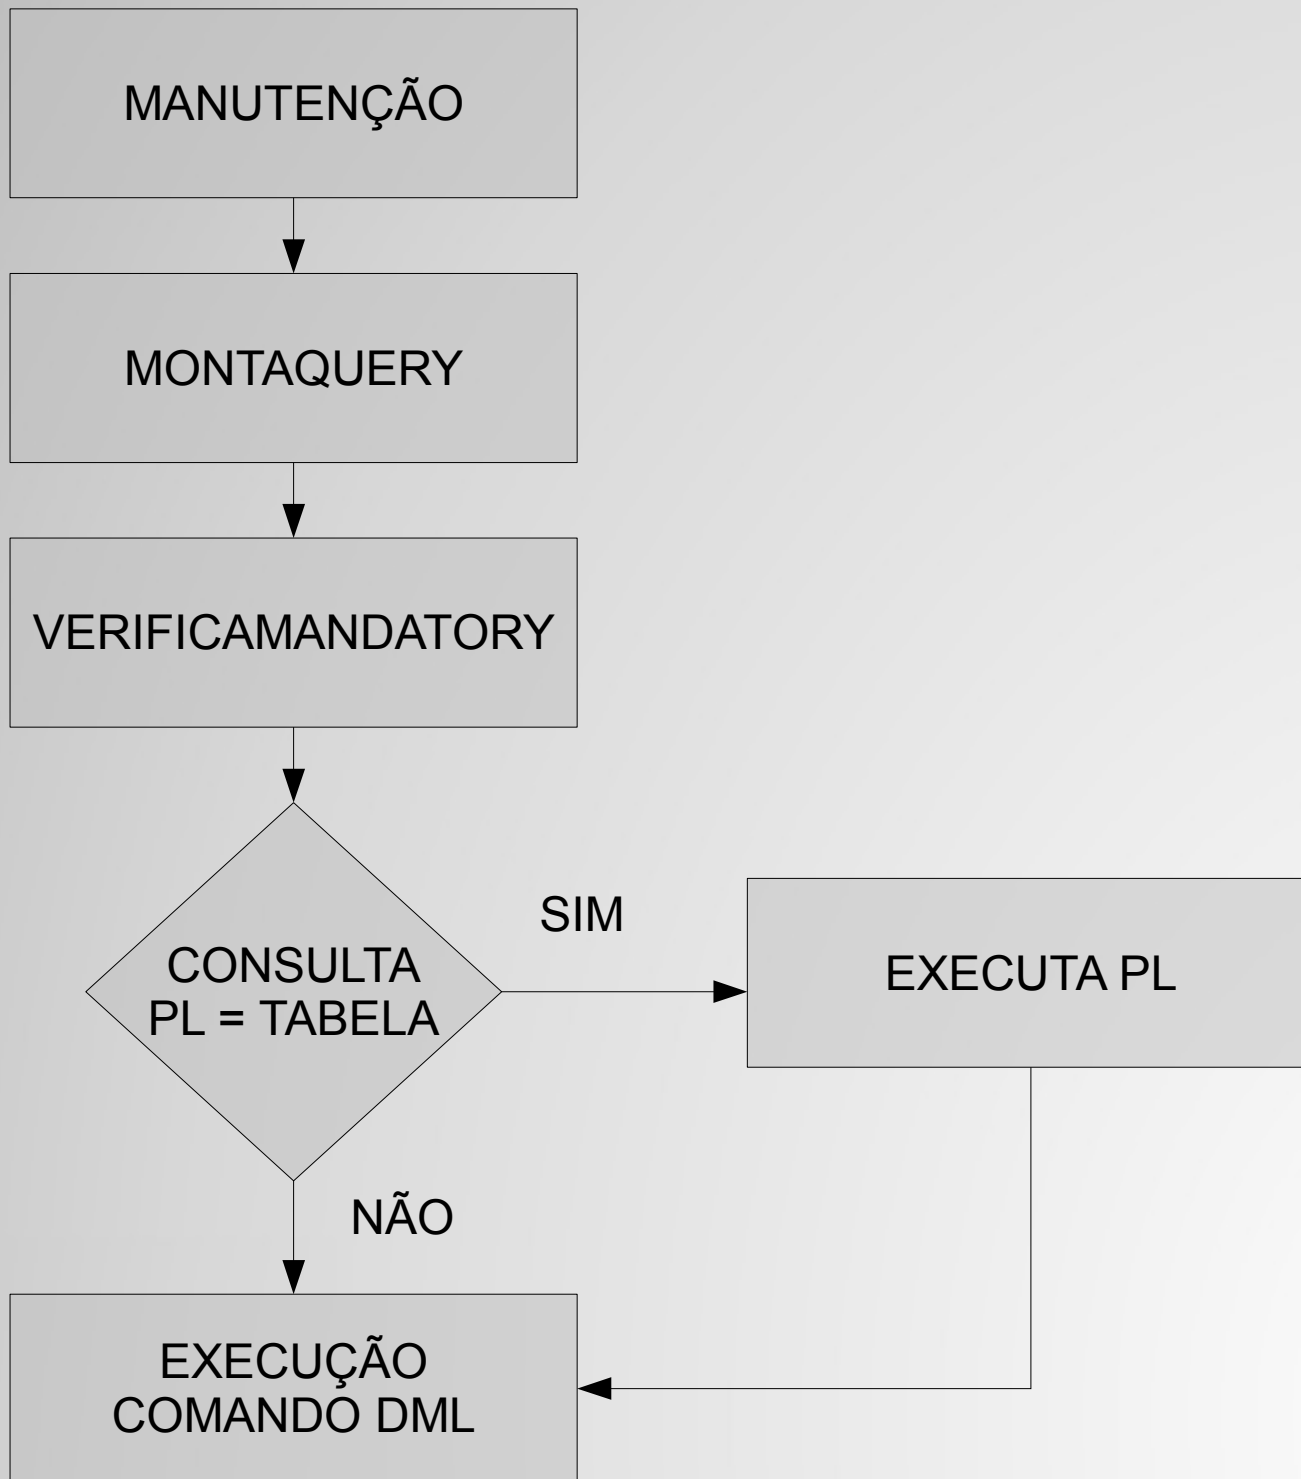 MANUTENÇÃO
MONTAQUERY
VERIFICAMANDATORY
CONSULTA
PL = TABELA
SIM
EXECUTA PL
NÃO
EXECUÇÃO
COMANDO DML